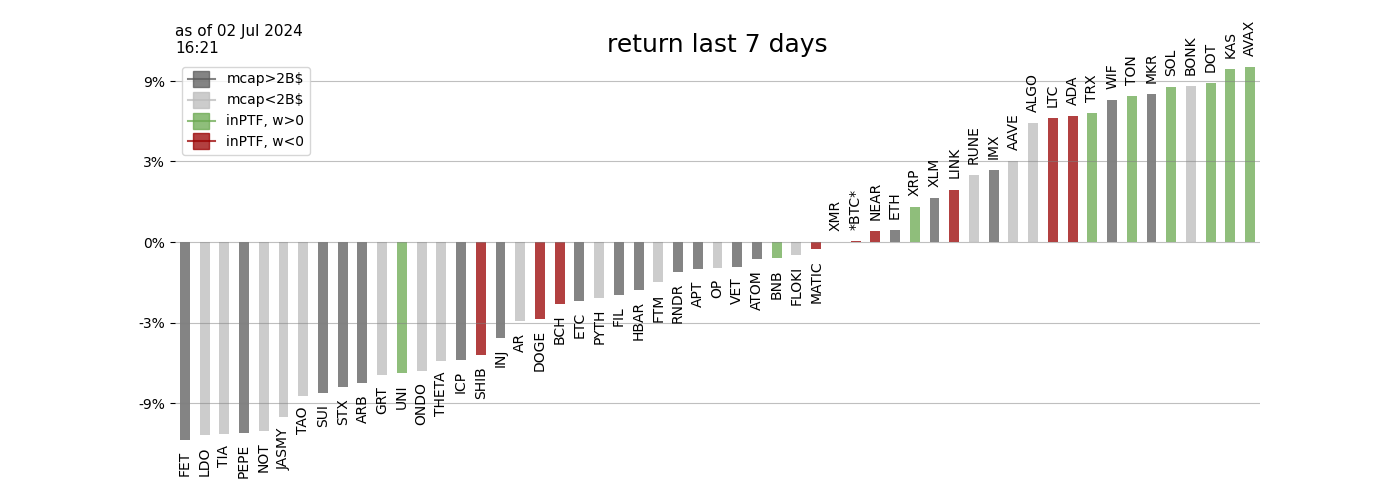 as of 02 Jul 2024
16:21
return last 7 days
mcap>2B$
mcap<2B$
inPTF, w>0
inPTF, w<0
9%
3%
0%
-3%
-9%
FET
LDO
TIA
PEPE
NOT
JASMY
TAO
SUI
STX
ARB
GRT
UNI
ONDO
THETA
ICP
SHIB
INJ
AR
DOGE
BCH
ETC
PYTH
FIL
HBAR
FTM
RNDR
APT
OP
VET
ATOM
BNB
FLOKI
MATIC
XMR
*BTC*
NEAR
ETH
XRP
XLM
LINK
RUNE
IMX
AAVE
ALGO
LTC
ADA
TRX
WIF
TON
MKR
SOL
BONK
DOT
KAS
AVAX